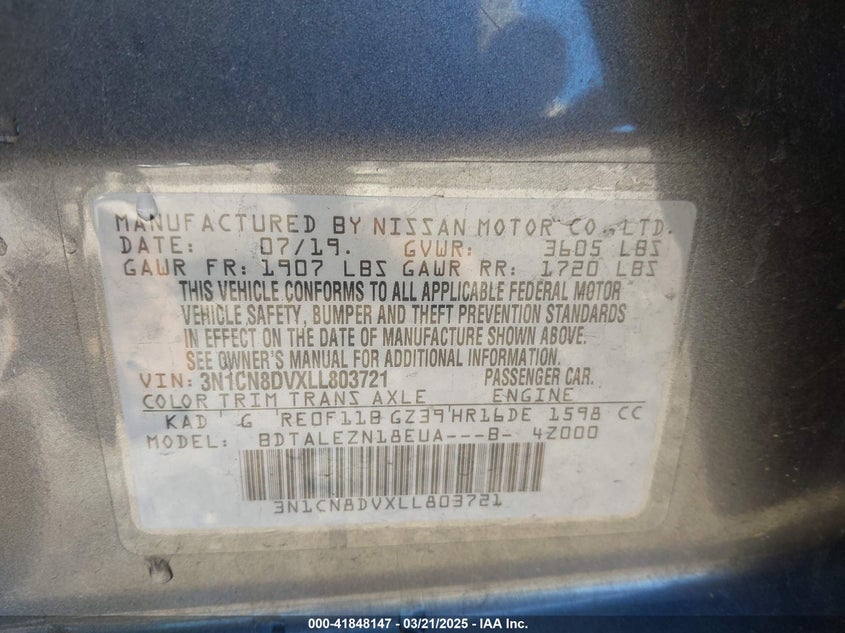 MANUFACTURED BY NISSAN MOTOR CO., LTD.
DATE: 07/19. GVWR: 3605 LBS
GAWR FR: 1907 LBS GAWR RR: 1720 LBS
THIS VEHICLE CONFORMS TO ALL APPLICABLE FEDERAL MOTOR
VEHICLE SAFETY, BUMPER AND THEFT PREVENTION STANDARDS
IN EFFECT ON THE DATE OF MANUFACTURE SHOWN ABOVE.
SEE OWNER'S MANUAL FOR ADDITIONAL INFORMATION.
VIN: 3N1CN8DVXLL803721 PASSENGER CAR.
COLOR TRIM TRANS AXLE ENGINE
KAD ' G 'RE0F11B GZ39'HR16DE 1598 CC
MODEL: BDTALEZN18EUA---B- 4Z000
3N1CN8DVXLL803721
000-41848147 - 03/21/2025 - IAA Inc.